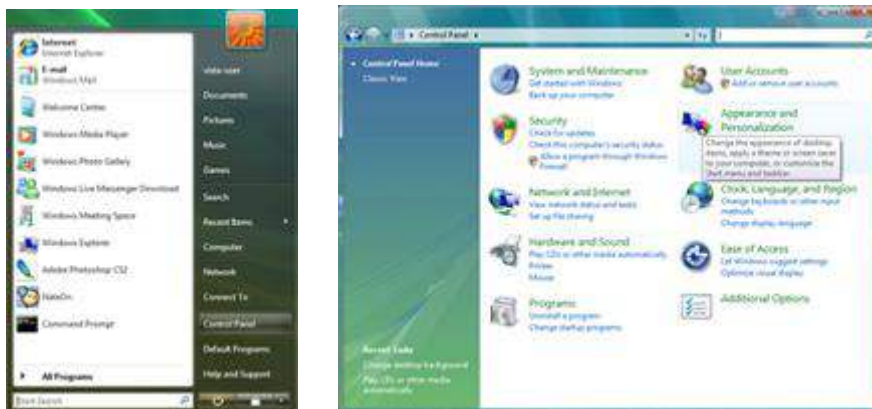 Internet
Internet Explorer
E-mail
Windows Mail
Welcome Center
Windows Media Player
Windows Photo Gallery
Windows Live Messenger Download
Windows Meeting Space
Windows Explorer
Adobe Photoshop CS2
NateOn
Command Prompt
All Programs
Start Search
vista user
Documents
Pictures
Music
Games
Search
Recent Items
Computer
Network
Connect To
Control Panel
Default Programs
Help and Support
Control Panel
Control Panel Home
Classic View
System and Maintenance
Get started with Windows
Back up your computer
Security
Check for updates
Check this computer's security status
Allow a program through Windows
Firewall
Network and Internet
View network status and tasks
Set up file sharing
Hardware and Sound
Play CDs or other media automatically
Printer
Mouse
Programs
Uninstall a program
Change startup programs
User Accounts
Add or remove user accounts
Appearance and
Personalization
Change the appearance of desktop
items, apply a theme or screen saver
to your computer, or customize the
Start menu and taskbar.
Clock, Language, and Region
Change keyboards or other input
methods
Change display language
Ease of Access
Let Windows suggest settings
Optimize visual display
Additional Options
Recent Tasks
Change desktop background
Play CDs or other media
automatically